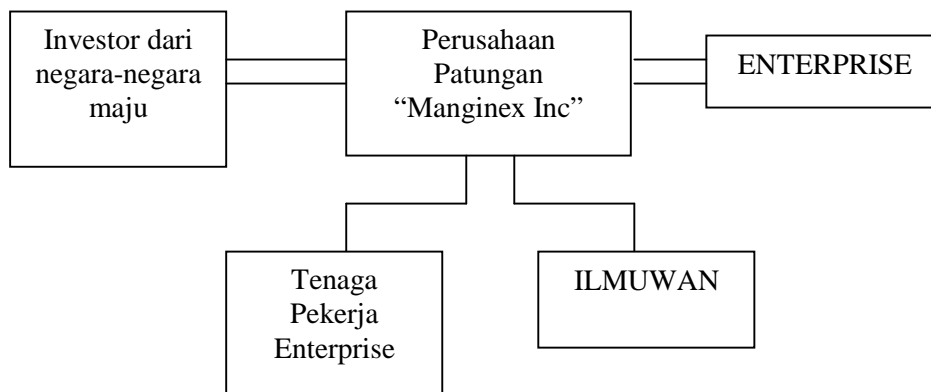 Investor dari
negara-negara
maju
Perusahaan
Patungan
“Manginex Inc”
ENTERPRISE
Tenaga
Pekerja
Enterprise
ILMUWAN